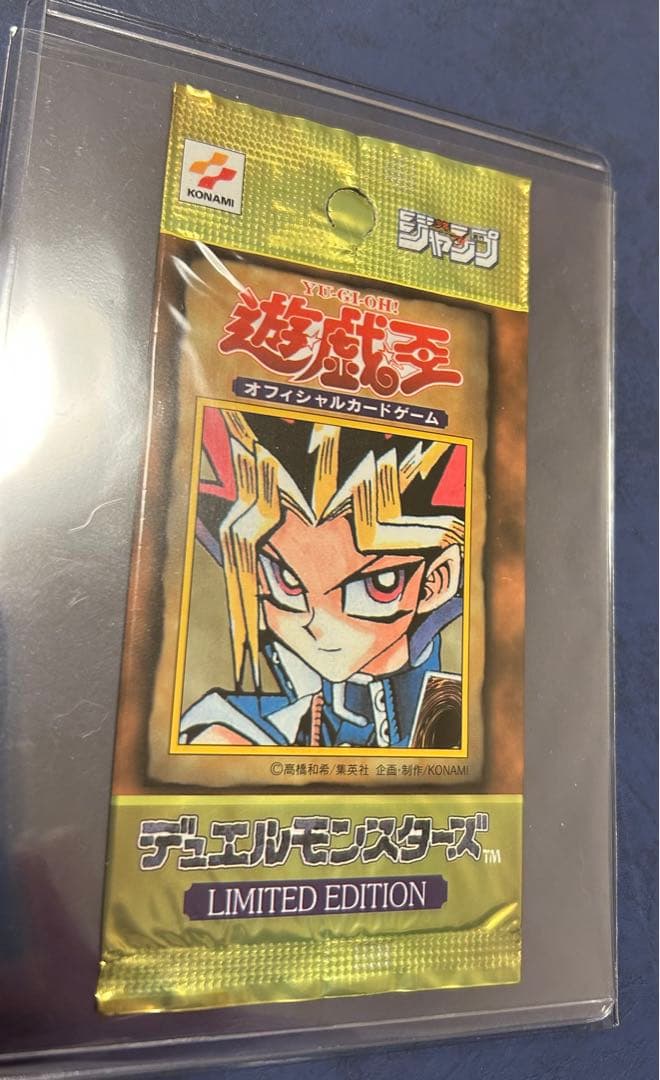 KONAMI
ジャンプ
YU-GI-OH!
遊戯王
オフィシャルカードゲーム
©高橋和希/集英社 企画・制作/KONAMI
デュエルモンスターズ™
LIMITED EDITION